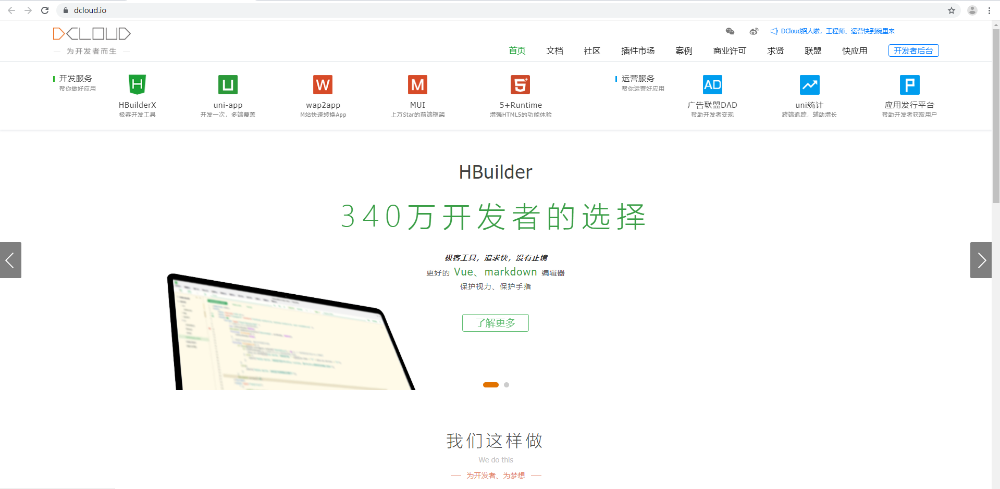 dcloud.io
DCLOUD
为开发者而生
DCloud招人啦，工程师、运营快到碗里来
首页 文档 社区 插件市场 案例 商业许可 求贤 联盟 快应用 开发者后台
开发服务
帮你做好应用
H
HBuilderX
极客开发工具
U
uni-app
开发一次，多端覆盖
W
wap2app
M站快速转换App
M
MUI
上万Star的前端框架
5+
5+Runtime
增强HTML5的功能体验
运营服务
帮你运营好应用
AD
广告联盟DAD
帮助开发者变现
uni统计
跨端追踪，辅助增长
P
应用发行平台
帮助开发者获取用户
HBuilder
340万开发者的选择
极客工具，追求快，没有止境
更好的 Vue、markdown 编辑器
保护视力、保护手指
了解更多
我们这样做
We do this
为开发者、为梦想